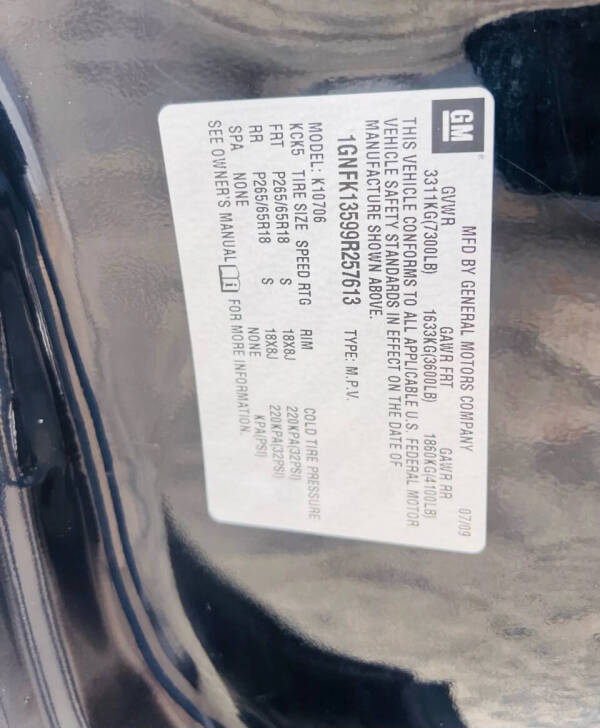 GM MFD BY GENERAL MOTORS COMPANY 07/09
GVWR GAWR FRT GAWR RR
3311KG(7300LB) 1633KG(3600LB) 1860KG(4100LB)
THIS VEHICLE CONFORMS TO ALL APPLICABLE U.S. FEDERAL MOTOR
VEHICLE SAFETY STANDARDS IN EFFECT ON THE DATE OF
MANUFACTURE SHOWN ABOVE.
1GNFK13599R257613 TYPE: M.P.V.
MODEL: K10706
KCK5 TIRE SIZE SPEED RTG RIM COLD TIRE PRESSURE
FRT P265/65R18 S 18X8J 220KPA(32PSI)
RR P265/65R18 S 18X8J 220KPA(32PSI)
SPA NONE NONE KPA(PSI)
SEE OWNER'S MANUAL FOR MORE INFORMATION.